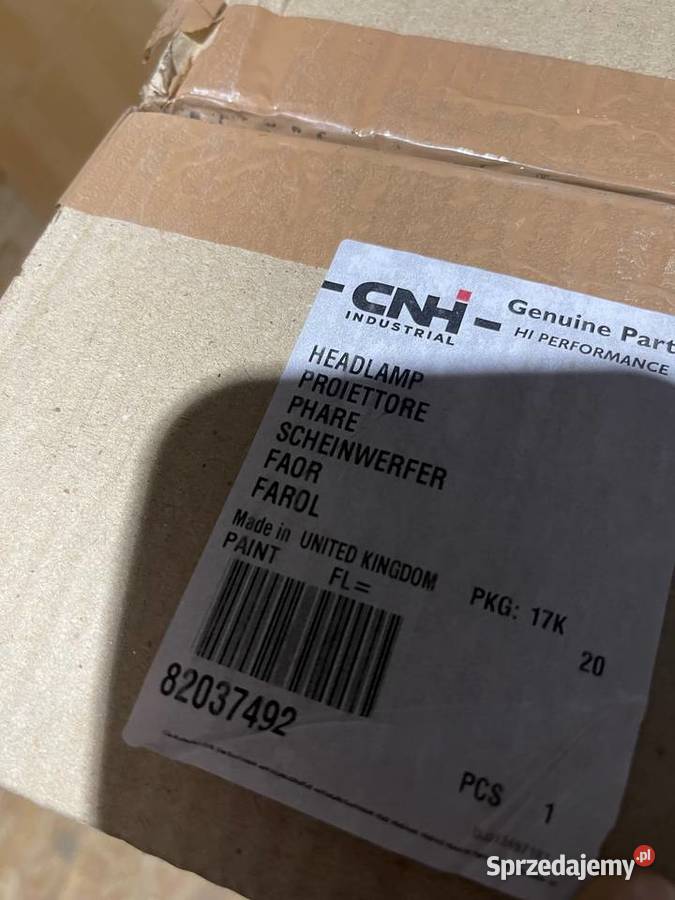 CNH
INDUSTRIAL
Genuine Part
HI PERFORMANCE
HEADLAMP
PROIETTORE
PHARE
SCHEINWERFER
FAOR
FAROL
Made in UNITED KINGDOM
PAINT FL=
PKG: 17K
20
82037492
PCS 1
Sprzedajemy.pl